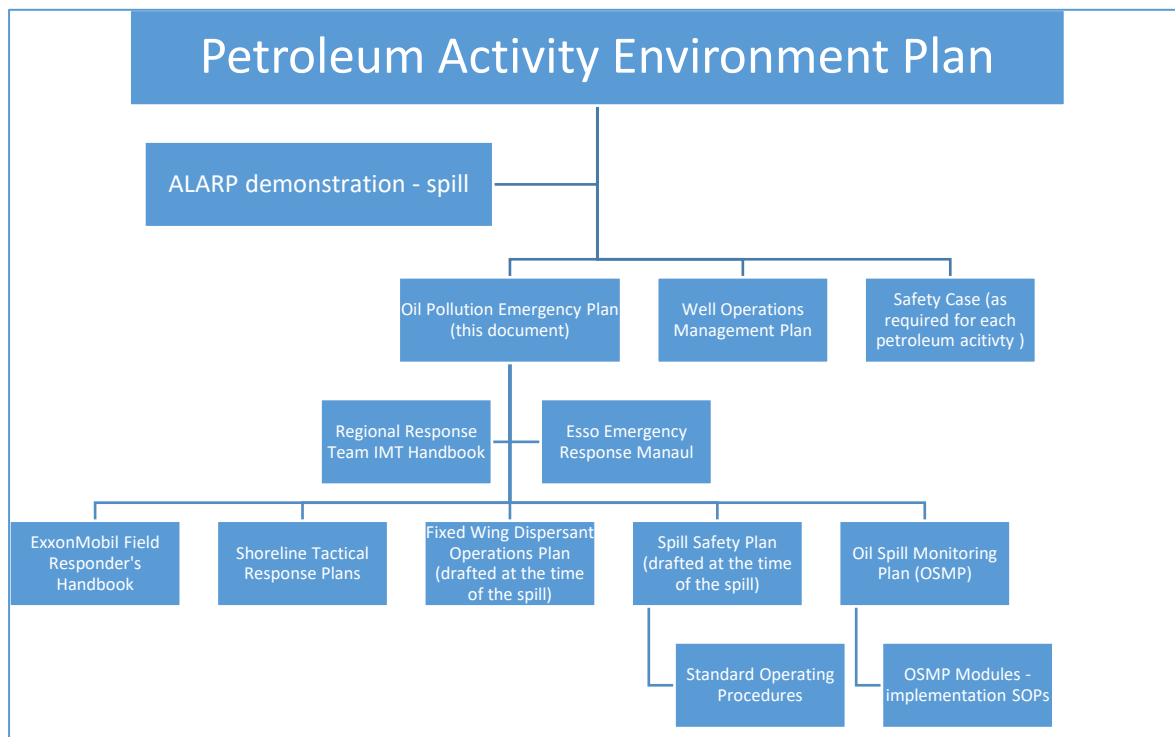 Petroleum Activity Environment Plan
ALARP demonstration - spill
Oil Pollution Emergency Plan
(this document)
Well Operations
Management Plan
Safety Case (as
required for each
petroleum acitivty )
Regional Response
Team IMT Handbook
Esso Emergency
Response Manaul
ExxonMobil Field
Responder's
Handbook
Shoreline Tactical
Response Plans
Fixed Wing Dispersant
Operations Plan
(drafted at the time
of the spill)
Spill Safety Plan
(drafted at the time
of the spill)
Oil Spill Monitoring
Plan (OSMP)
Standard Operating
Procedures
OSMP Modules -
implementation SOPs